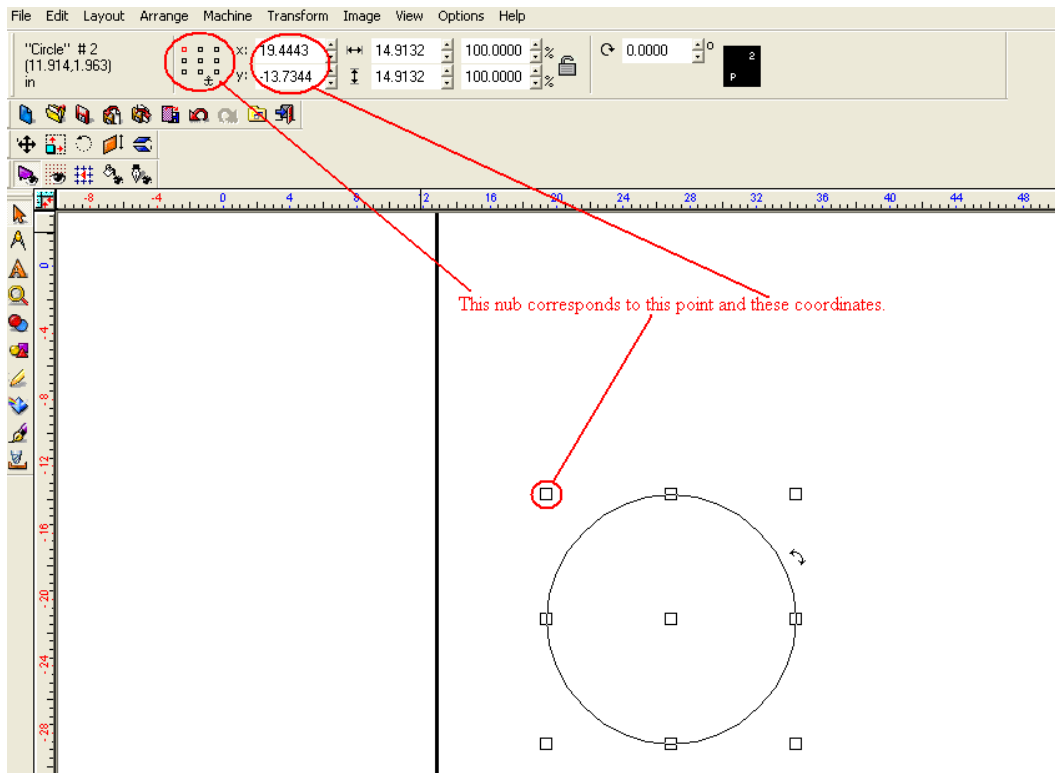 File Edit Layout Arrange Machine Transform Image View Options Help
"Circle" # 2
(11.914,1.963)
in
x: 19.4443 14.9132 100.0000 % 0.0000 °
y: -13.7344 14.9132 100.0000 %
2
P
-8 -4 0 4 8 12 16 20 24 28 32 36 40 44 48
0
-4
-8
-12
-16
-20
-24
-28
This nub corresponds to this point and these coordinates.